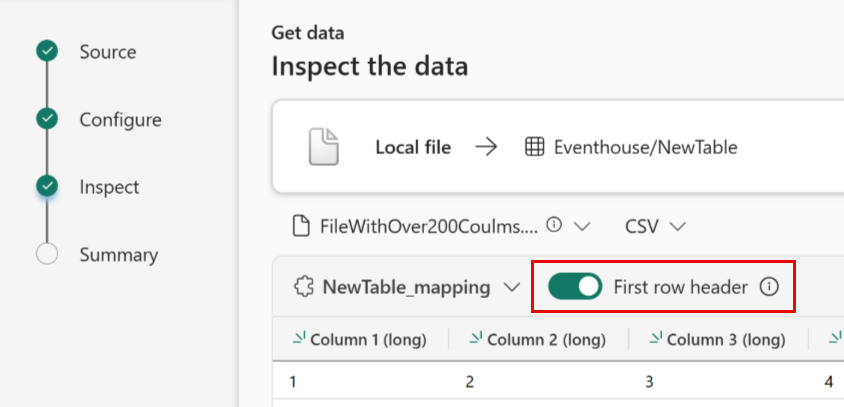 Source
Configure
Inspect
Summary
Get data
Inspect the data
Local file Eventhouse/NewTable
FileWithOver200Coulms.... CSV
NewTable_mapping First row header
Column 1 (long) Column 2 (long) Column 3 (long)
1 2 3 4